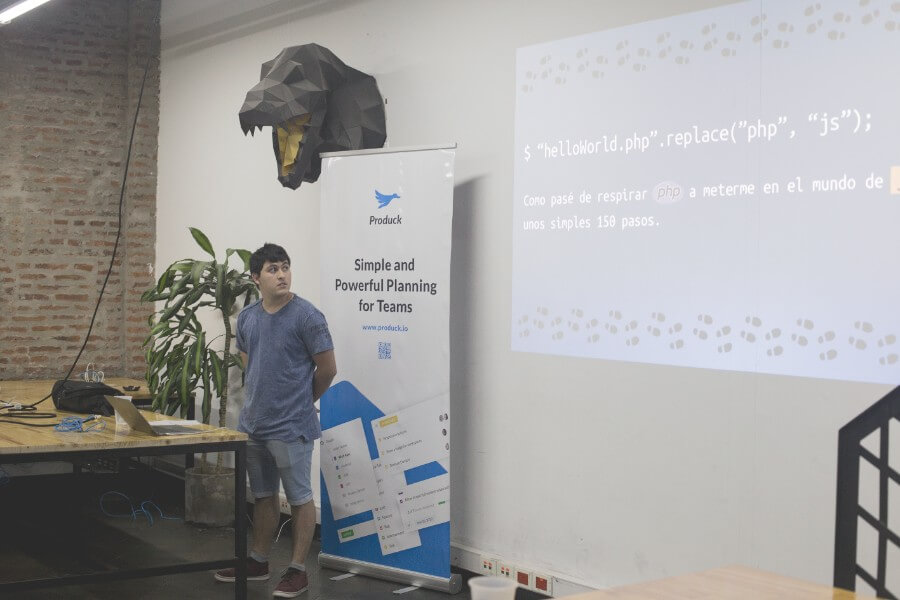 $ “helloWorld.php”.replace(”php”, “js”);
Como pasé de respirar php a meterme en el mundo de
unos simples 150 pasos.
Produck
Simple and
Powerful Planning
for Teams
www.produck.io